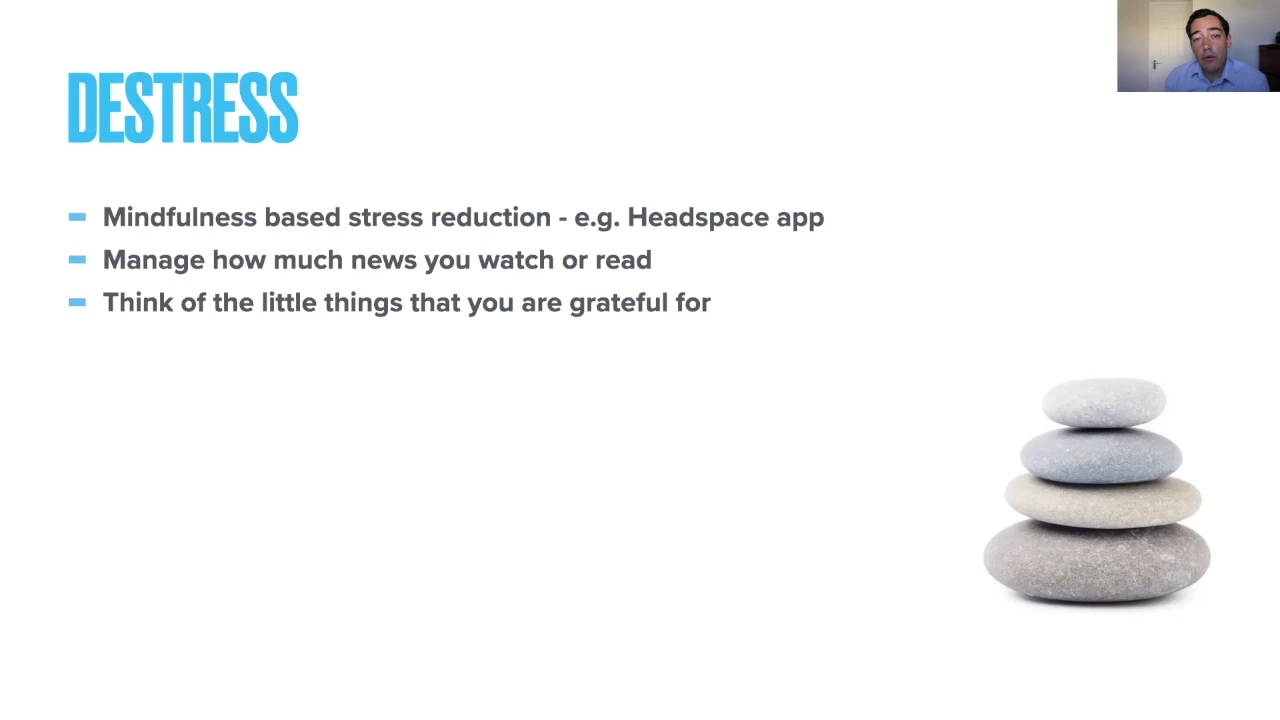 DESTRESS
Mindfulness based stress reduction - e.g. Headspace app
Manage how much news you watch or read
Think of the little things that you are grateful for